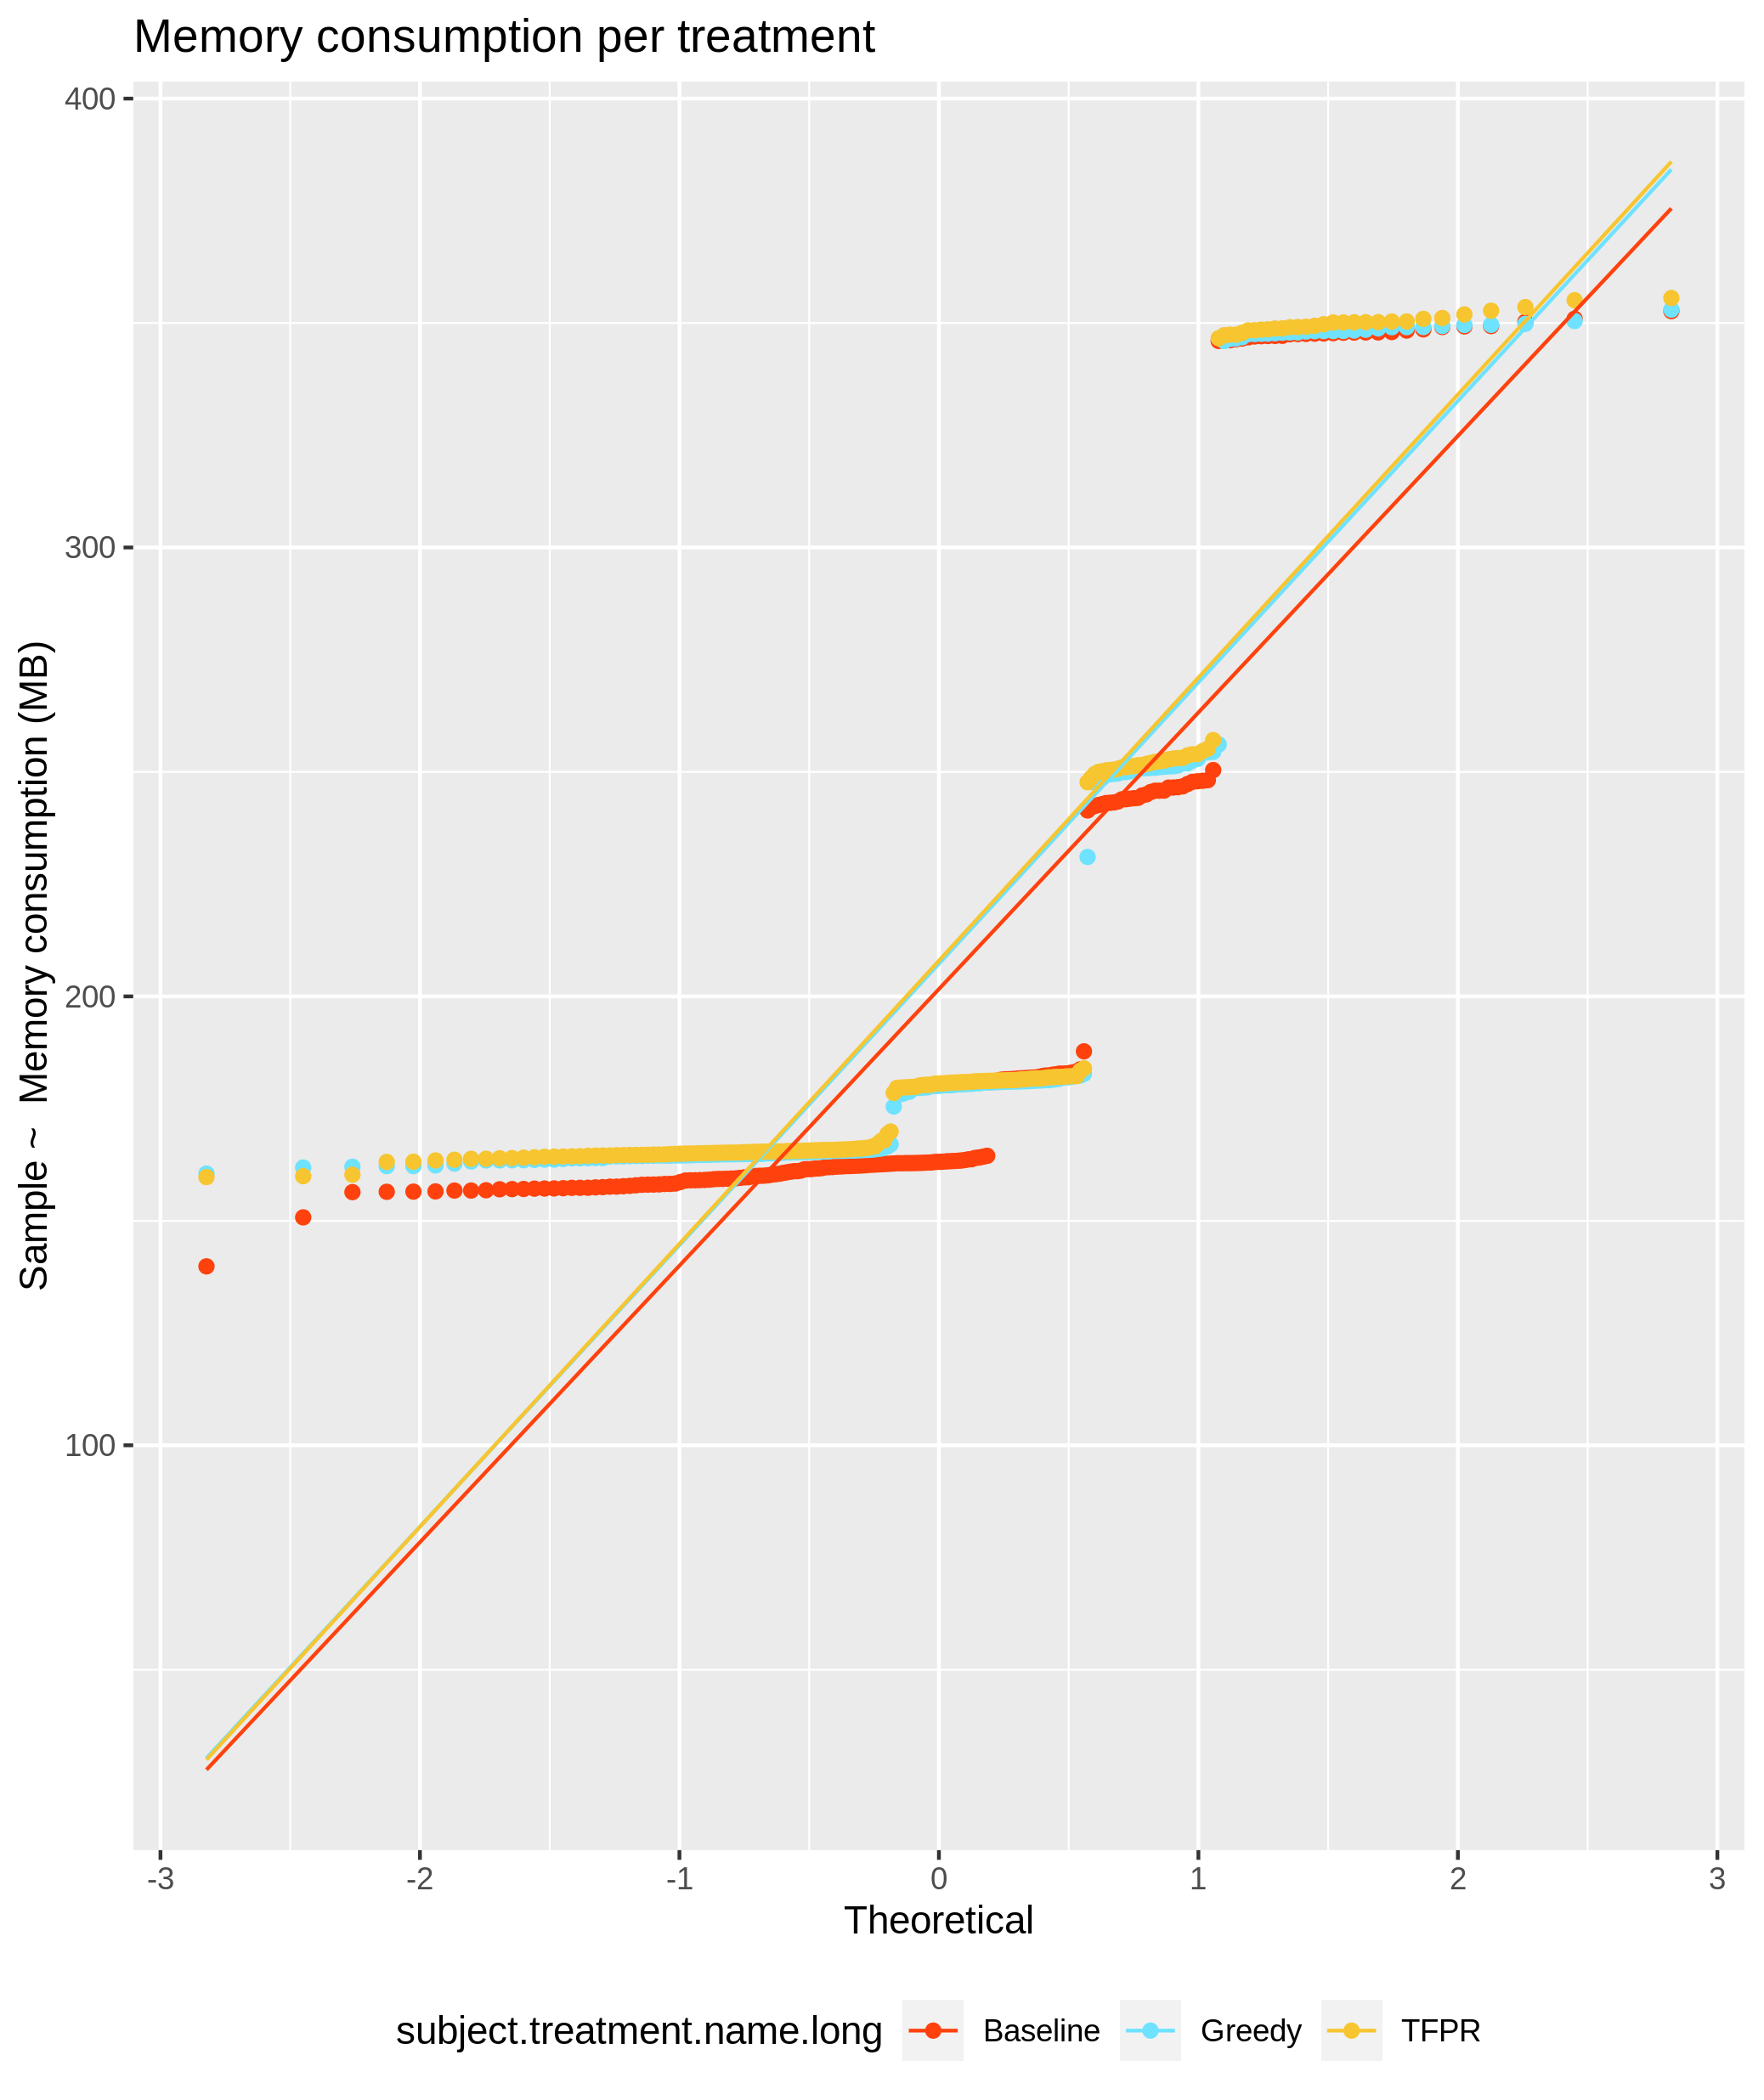 Memory consumption per treatment
400
300
200
100
Sample ~  Memory consumption (MB)
-3 -2 -1 0 1 2 3
Theoretical
subject.treatment.name.long Baseline Greedy TFPR